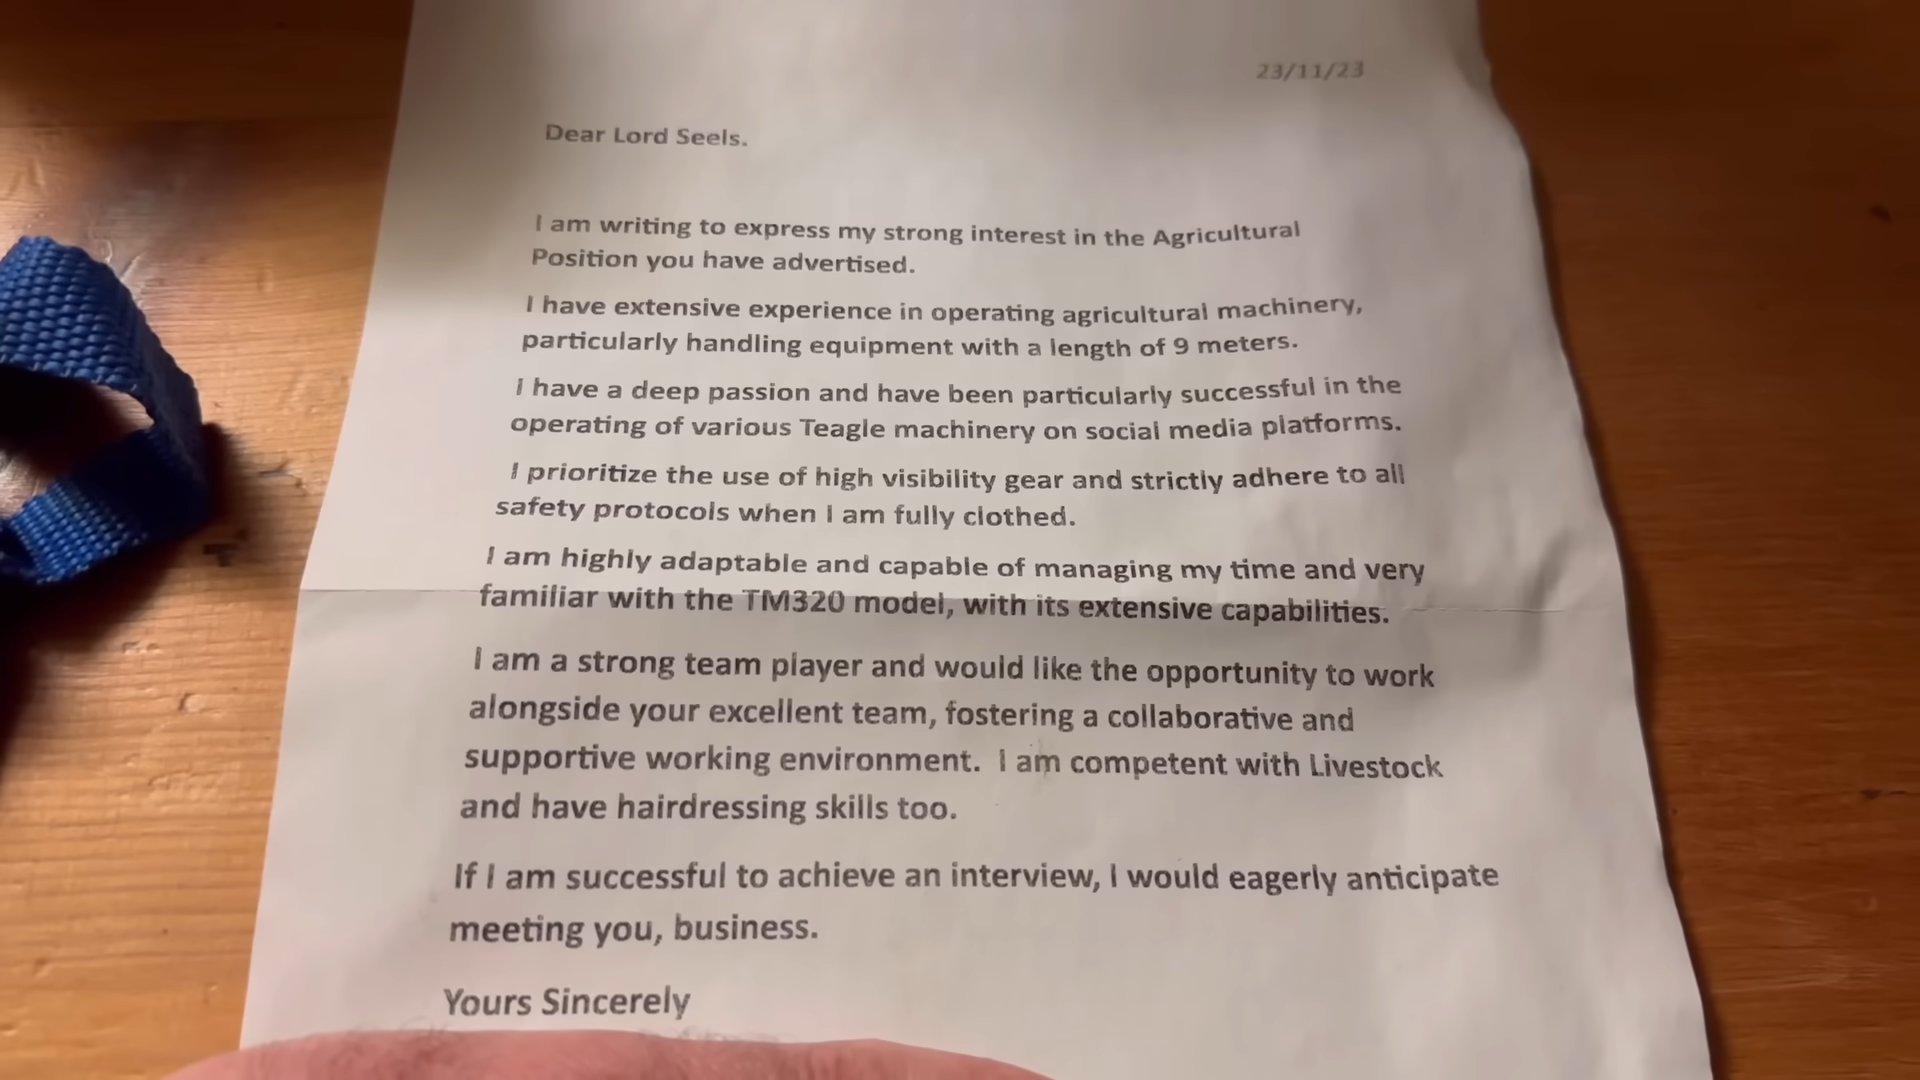 23/11/23
Dear Lord Seels.
I am writing to express my strong interest in the Agricultural
Position you have advertised.
I have extensive experience in operating agricultural machinery,
particularly handling equipment with a length of 9 meters.
I have a deep passion and have been particularly successful in the
operating of various Teagle machinery on social media platforms.
I prioritize the use of high visibility gear and strictly adhere to all
safety protocols when I am fully clothed.
I am highly adaptable and capable of managing my time and very
familiar with the TM320 model, with its extensive capabilities.
I am a strong team player and would like the opportunity to work
alongside your excellent team, fostering a collaborative and
supportive working environment.  I am competent with Livestock
and have hairdressing skills too.
If I am successful to achieve an interview, I would eagerly anticipate
meeting you, business.
Yours Sincerely